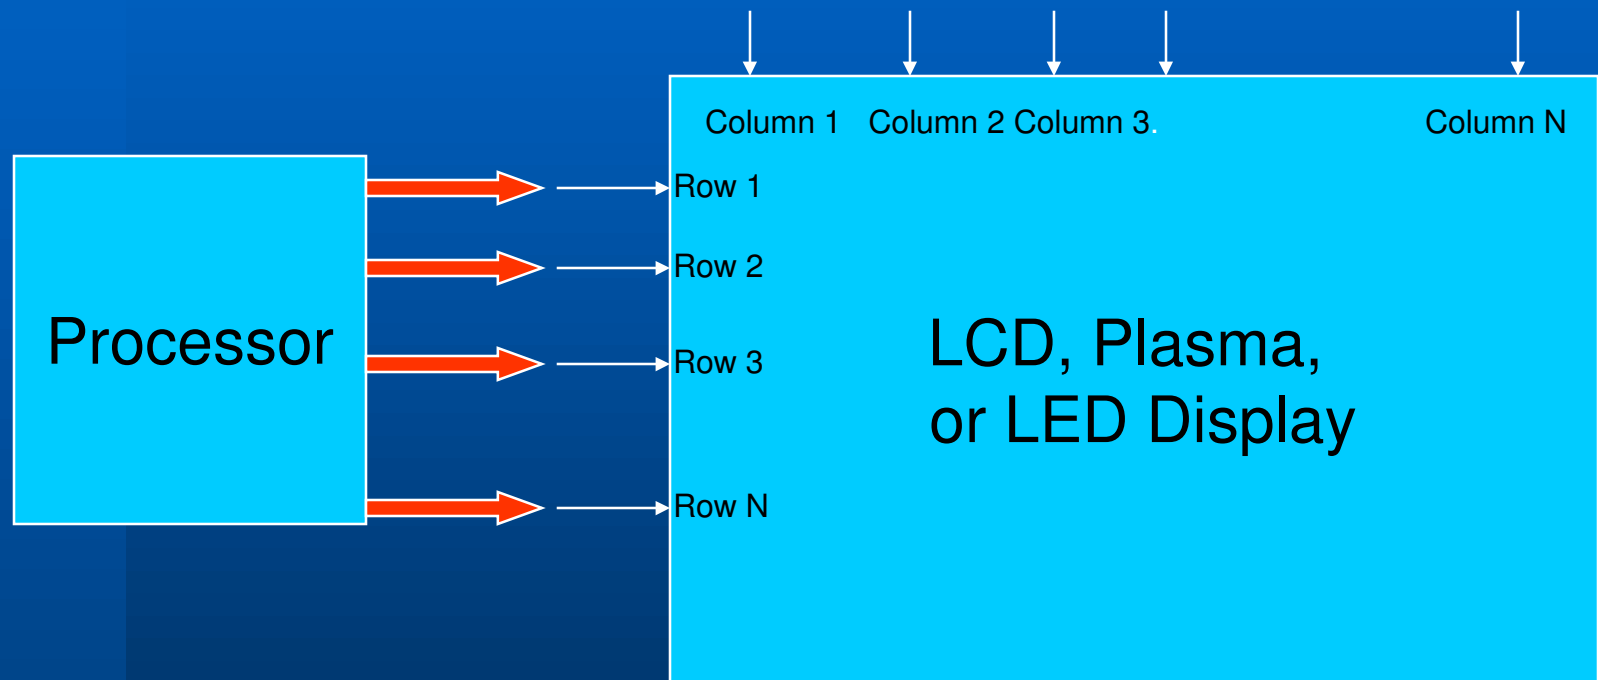 Column 1 Column 2 Column 3. Column N
Row 1
Row 2
Row 3
Row N
Processor
LCD, Plasma,
or LED Display